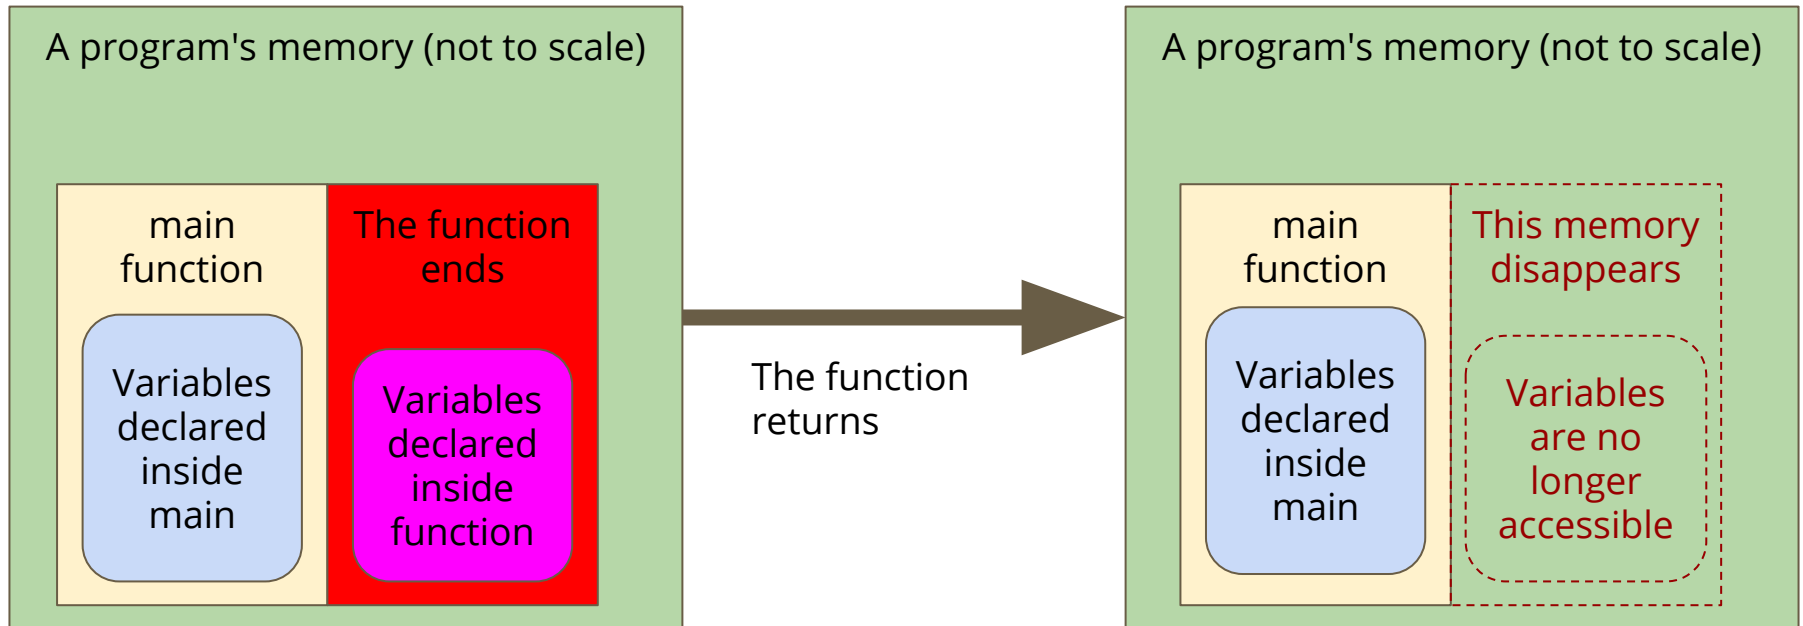 A program's memory (not to scale)
main
function
Variables
declared
inside
main
The function
ends
Variables
declared
inside
function
The function
returns
A program's memory (not to scale)
main
function
Variables
declared
inside
main
This memory
disappears
Variables
are no
longer
accessible